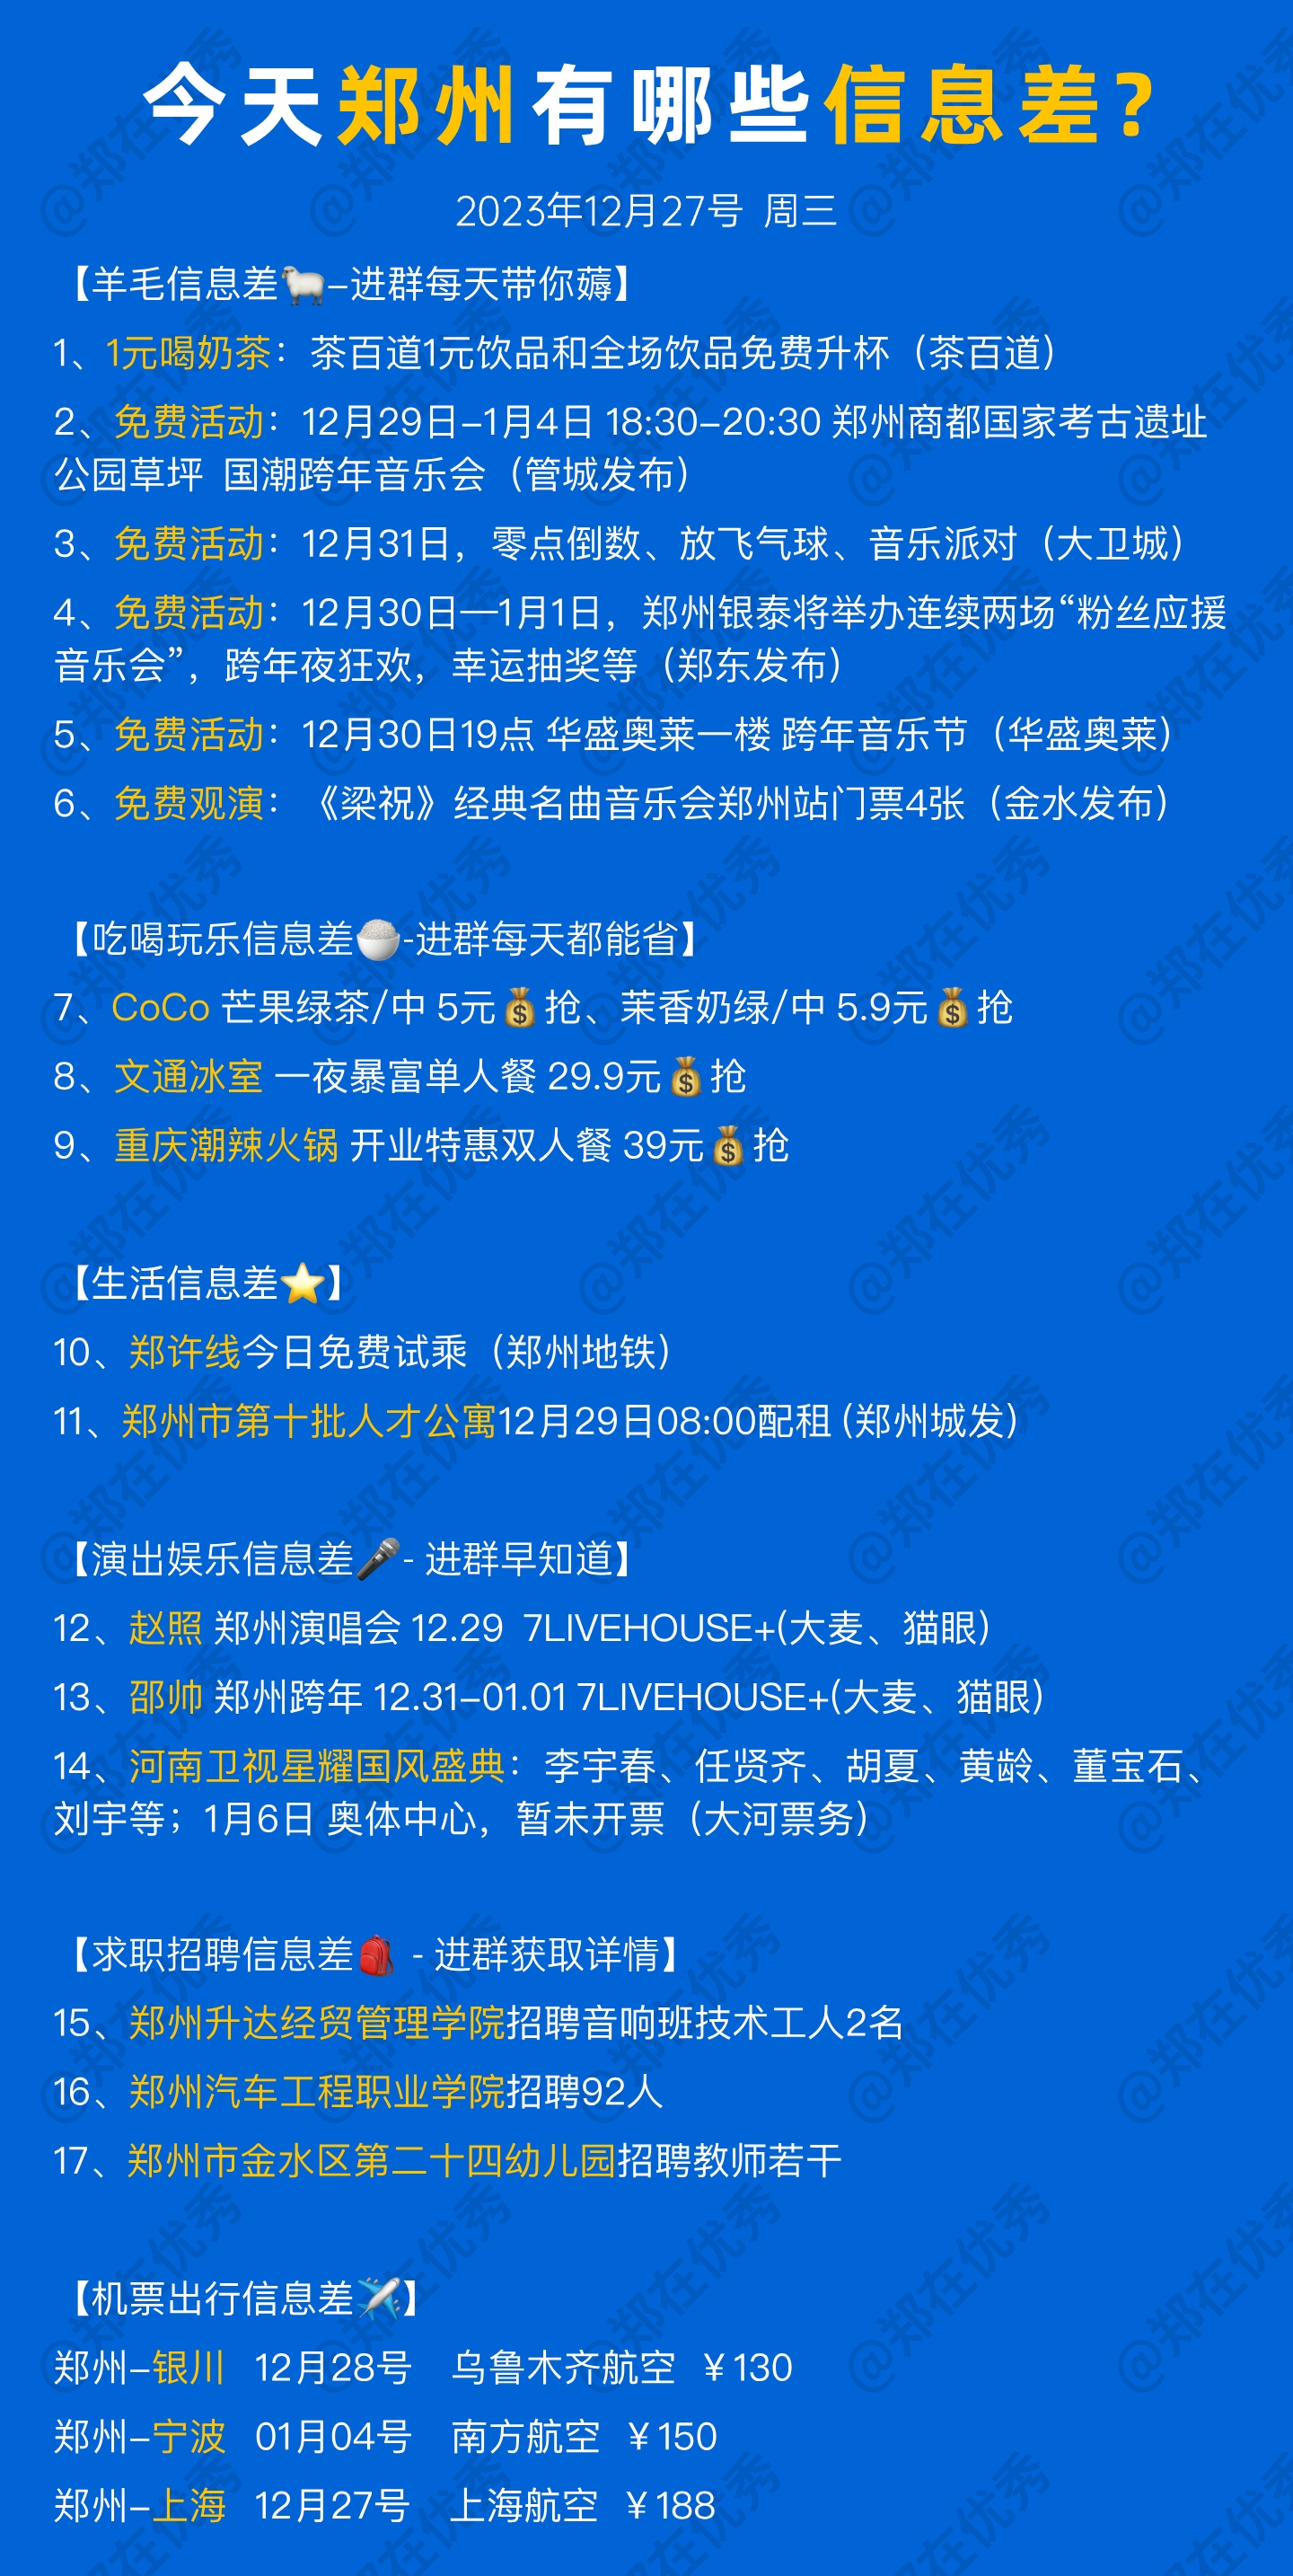 今天郑州有哪些信息差?
2023年12月27号 周三
【羊毛信息差🐑–进群每天带你薅】
1、1元喝奶茶：茶百道1元饮品和全场饮品免费升杯（茶百道）
2、免费活动：12月29日–1月4日 18:30–20:30 郑州商都国家考古遗址
公园草坪 国潮跨年音乐会（管城发布）
3、免费活动：12月31日，零点倒数、放飞气球、音乐派对（大卫城）
4、免费活动：12月30日—1月1日，郑州银泰将举办连续两场“粉丝应援
音乐会”，跨年夜狂欢，幸运抽奖等（郑东发布）
5、免费活动：12月30日19点 华盛奥莱一楼 跨年音乐节（华盛奥莱）
6、免费观演：《梁祝》经典名曲音乐会郑州站门票4张（金水发布）
【吃喝玩乐信息差🍚-进群每天都能省】
7、CoCo 芒果绿茶/中 5元💰抢、茉香奶绿/中 5.9元💰抢
8、文通冰室 一夜暴富单人餐 29.9元💰抢
9、重庆潮辣火锅 开业特惠双人餐 39元💰抢
【生活信息差⭐】
10、郑许线今日免费试乘（郑州地铁）
11、郑州市第十批人才公寓12月29日08:00配租 (郑州城发)
【演出娱乐信息差🎤- 进群早知道】
12、赵照 郑州演唱会 12.29 7LIVEHOUSE+(大麦、猫眼)
13、邵帅 郑州跨年 12.31–01.01 7LIVEHOUSE+(大麦、猫眼)
14、河南卫视星耀国风盛典：李宇春、任贤齐、胡夏、黄龄、董宝石、
刘宇等；1月6日 奥体中心，暂未开票（大河票务）
【求职招聘信息差🎒 - 进群获取详情】
15、郑州升达经贸管理学院招聘音响班技术工人2名
16、郑州汽车工程职业学院招聘92人
17、郑州市金水区第二十四幼儿园招聘教师若干
【机票出行信息差✈️】
郑州–银川 12月28号 乌鲁木齐航空 ￥130
郑州–宁波 01月04号 南方航空 ￥150
郑州–上海 12月27号 上海航空 ￥188
@郑在优秀